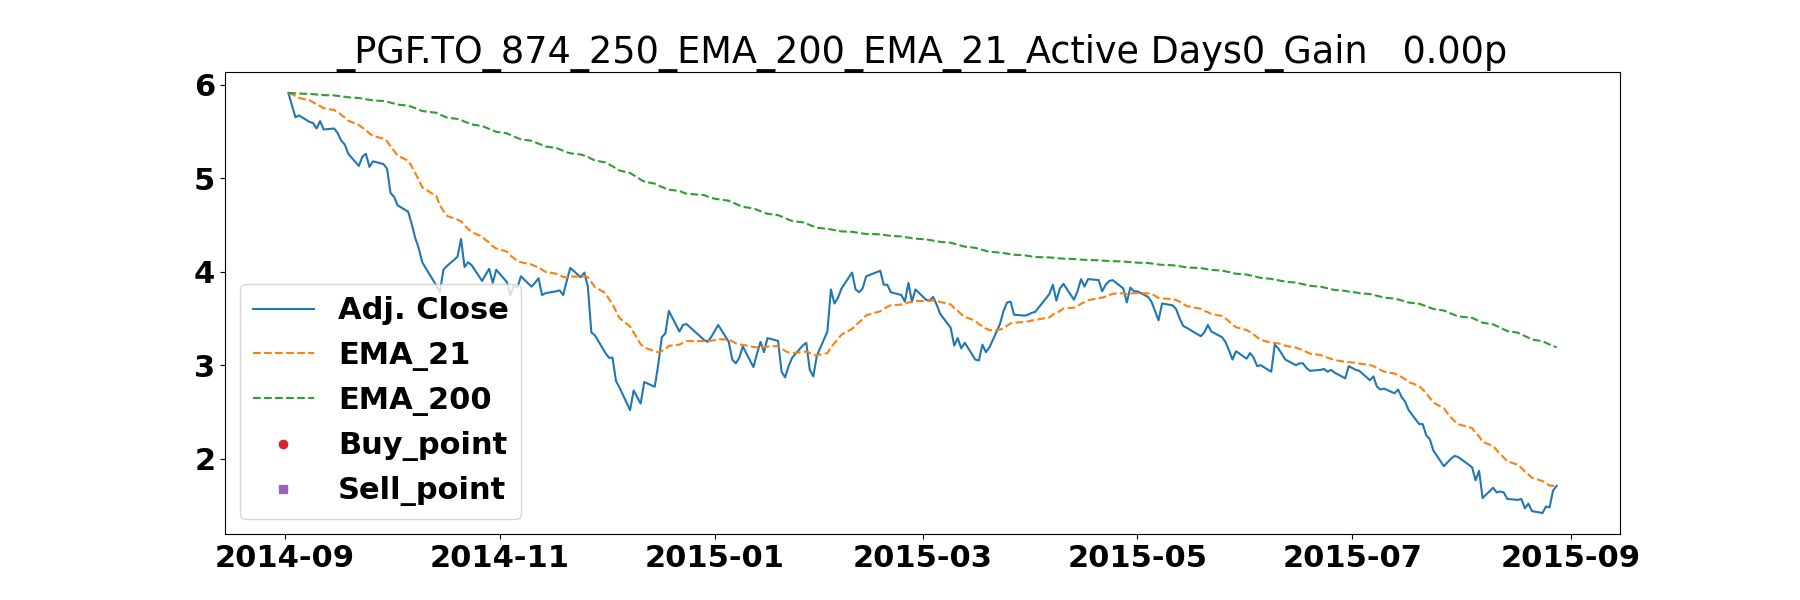 _PGF.TO_874_250_EMA_200_EMA_21_Active Days0_Gain   0.00p
6
5
4
3
2
Adj. Close
EMA_21
EMA_200
Buy_point
Sell_point
2014-09 2014-11 2015-01 2015-03 2015-05 2015-07 2015-09